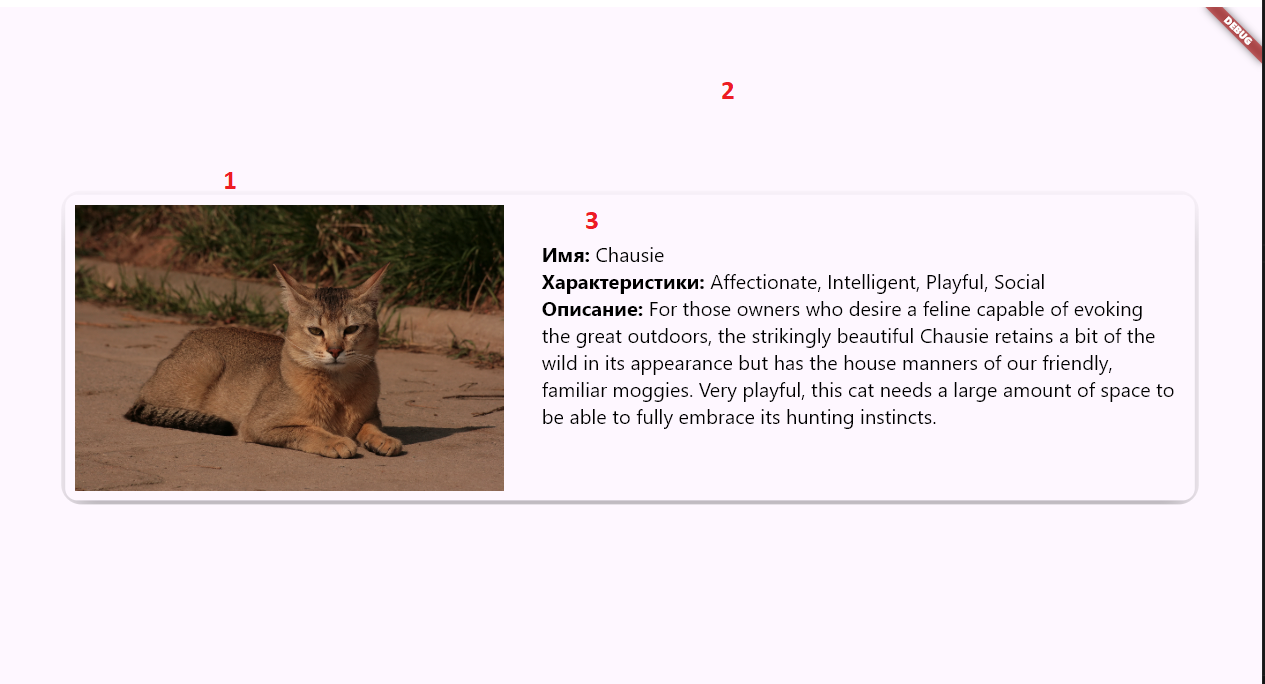 DEBUG
2
1
3
Имя: Chausie
Характеристики: Affectionate, Intelligent, Playful, Social
Описание: For those owners who desire a feline capable of evoking
the great outdoors, the strikingly beautiful Chausie retains a bit of the
wild in its appearance but has the house manners of our friendly,
familiar moggies. Very playful, this cat needs a large amount of space to
be able to fully embrace its hunting instincts.